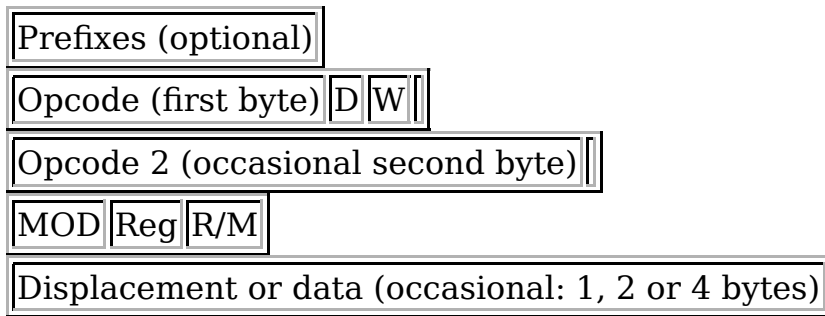 Prefixes (optional)
Opcode (first byte) D W
Opcode 2 (occasional second byte)
MOD Reg R/M
Displacement or data (occasional: 1, 2 or 4 bytes)